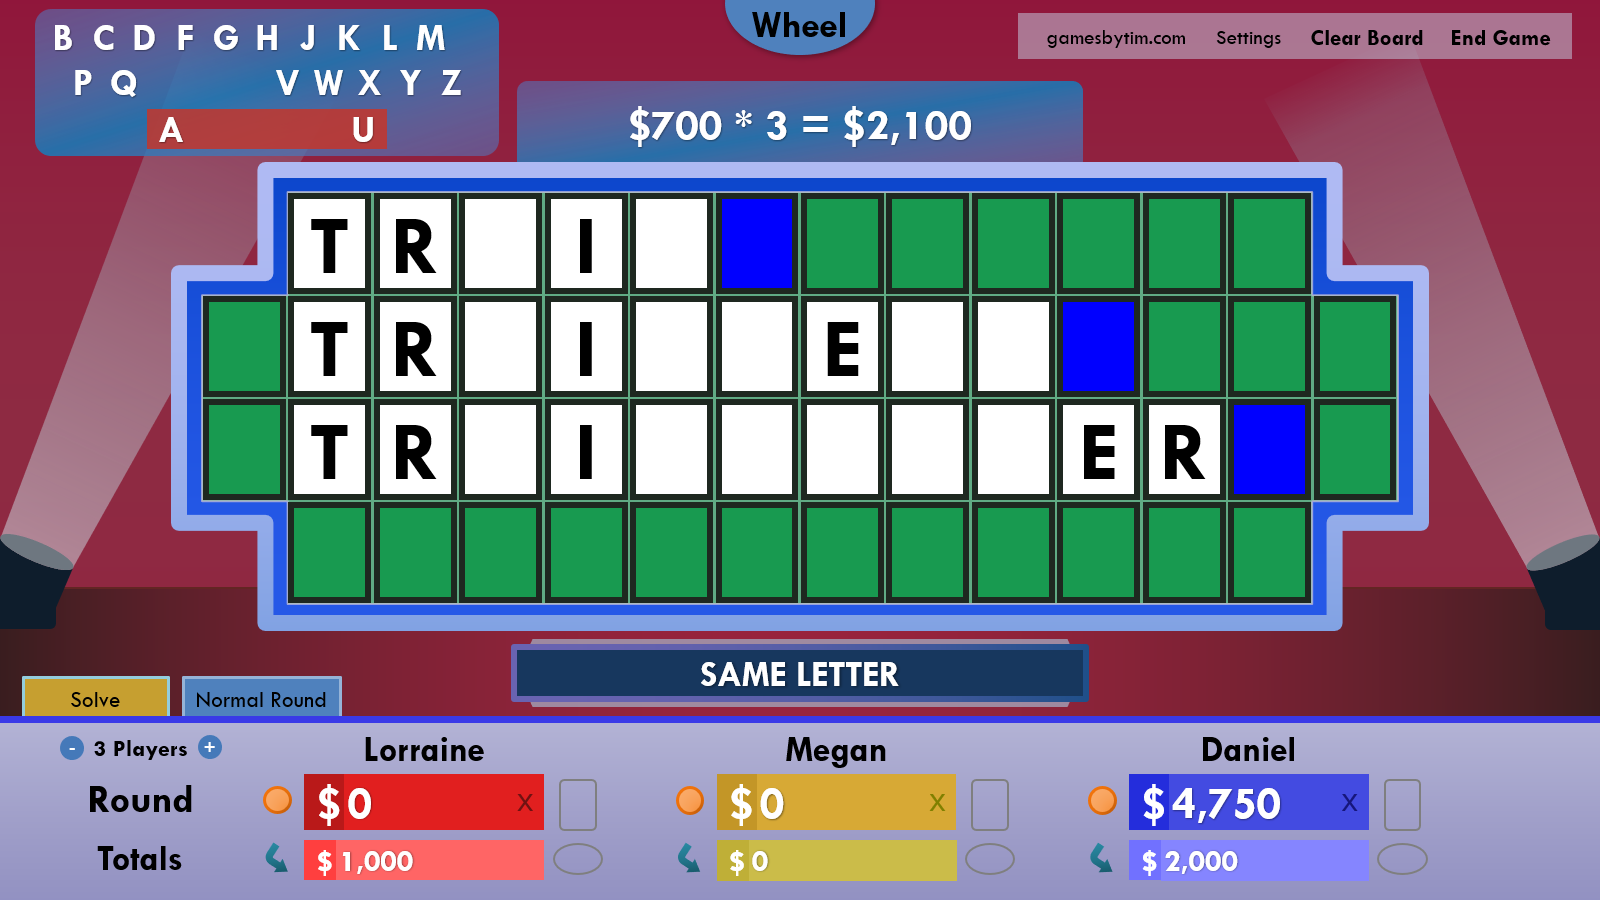 B C D F G H J K L M
P Q V W X Y Z
A U
Wheel
gamesbytim.com Settings Clear Board End Game
$700 * 3 = $2,100
T R I
T R I E
T R I E R
SAME LETTER
Solve Normal Round
- 3 Players +
Lorraine Megan Daniel
Round $ 0 x $ 0 x $ 4,750 x
Totals $ 1,000 $ 0 $ 2,000